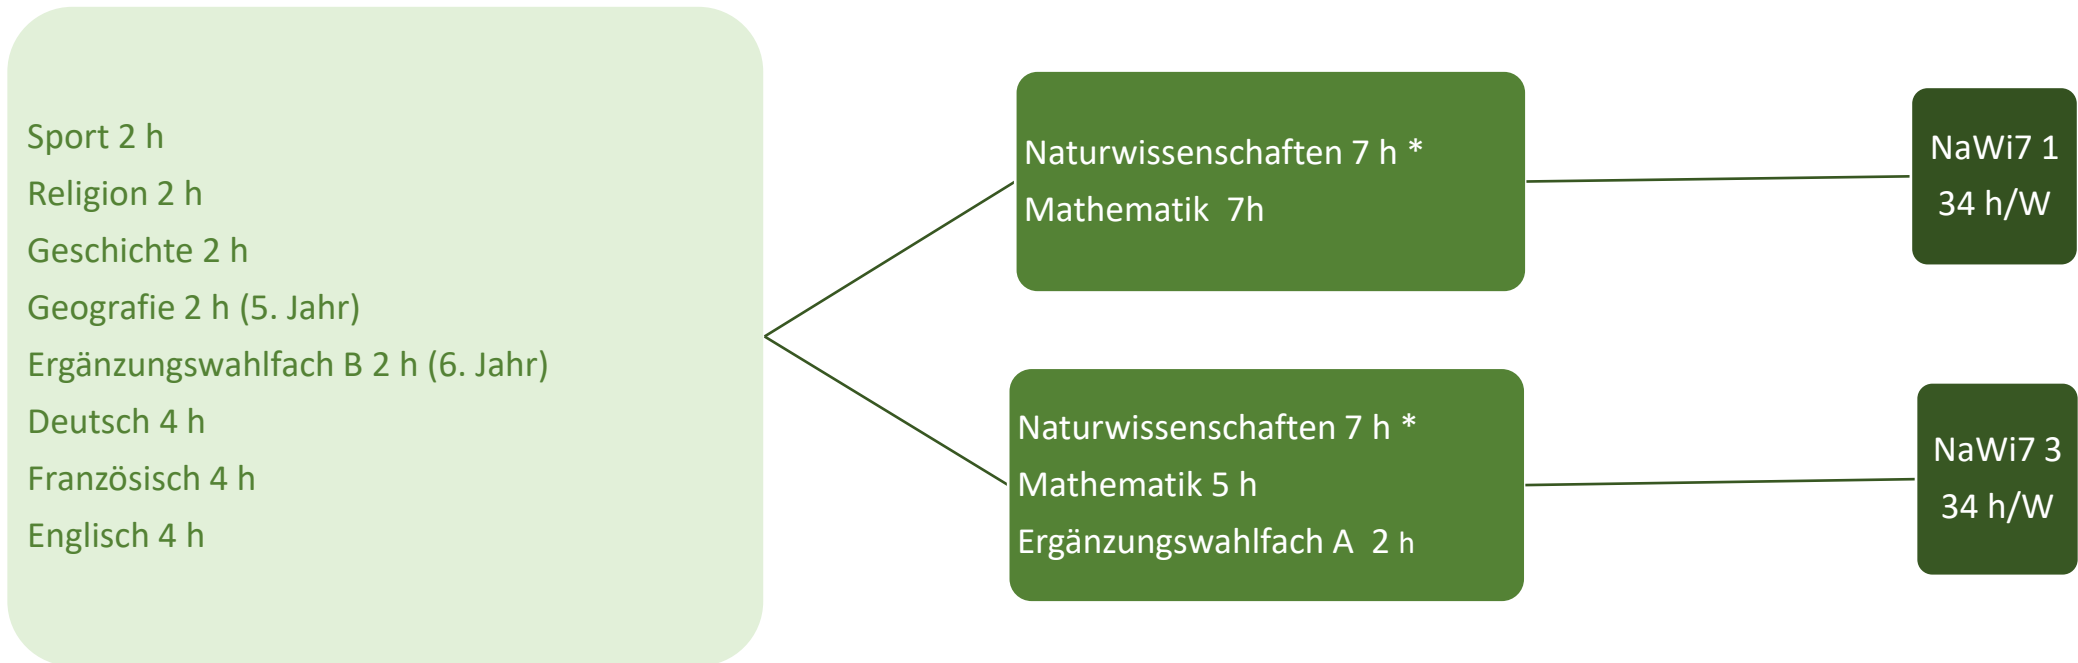 Sport 2 h
Religion 2 h
Geschichte 2 h
Geografie 2 h (5. Jahr)
Ergänzungswahlfach B 2 h (6. Jahr)
Deutsch 4 h
Französisch 4 h
Englisch 4 h
Naturwissenschaften 7 h *
Mathematik  7h
NaWi7 1
34 h/W
Naturwissenschaften 7 h *
Mathematik 5 h
Ergänzungswahlfach A  2 h
NaWi7 3
34 h/W